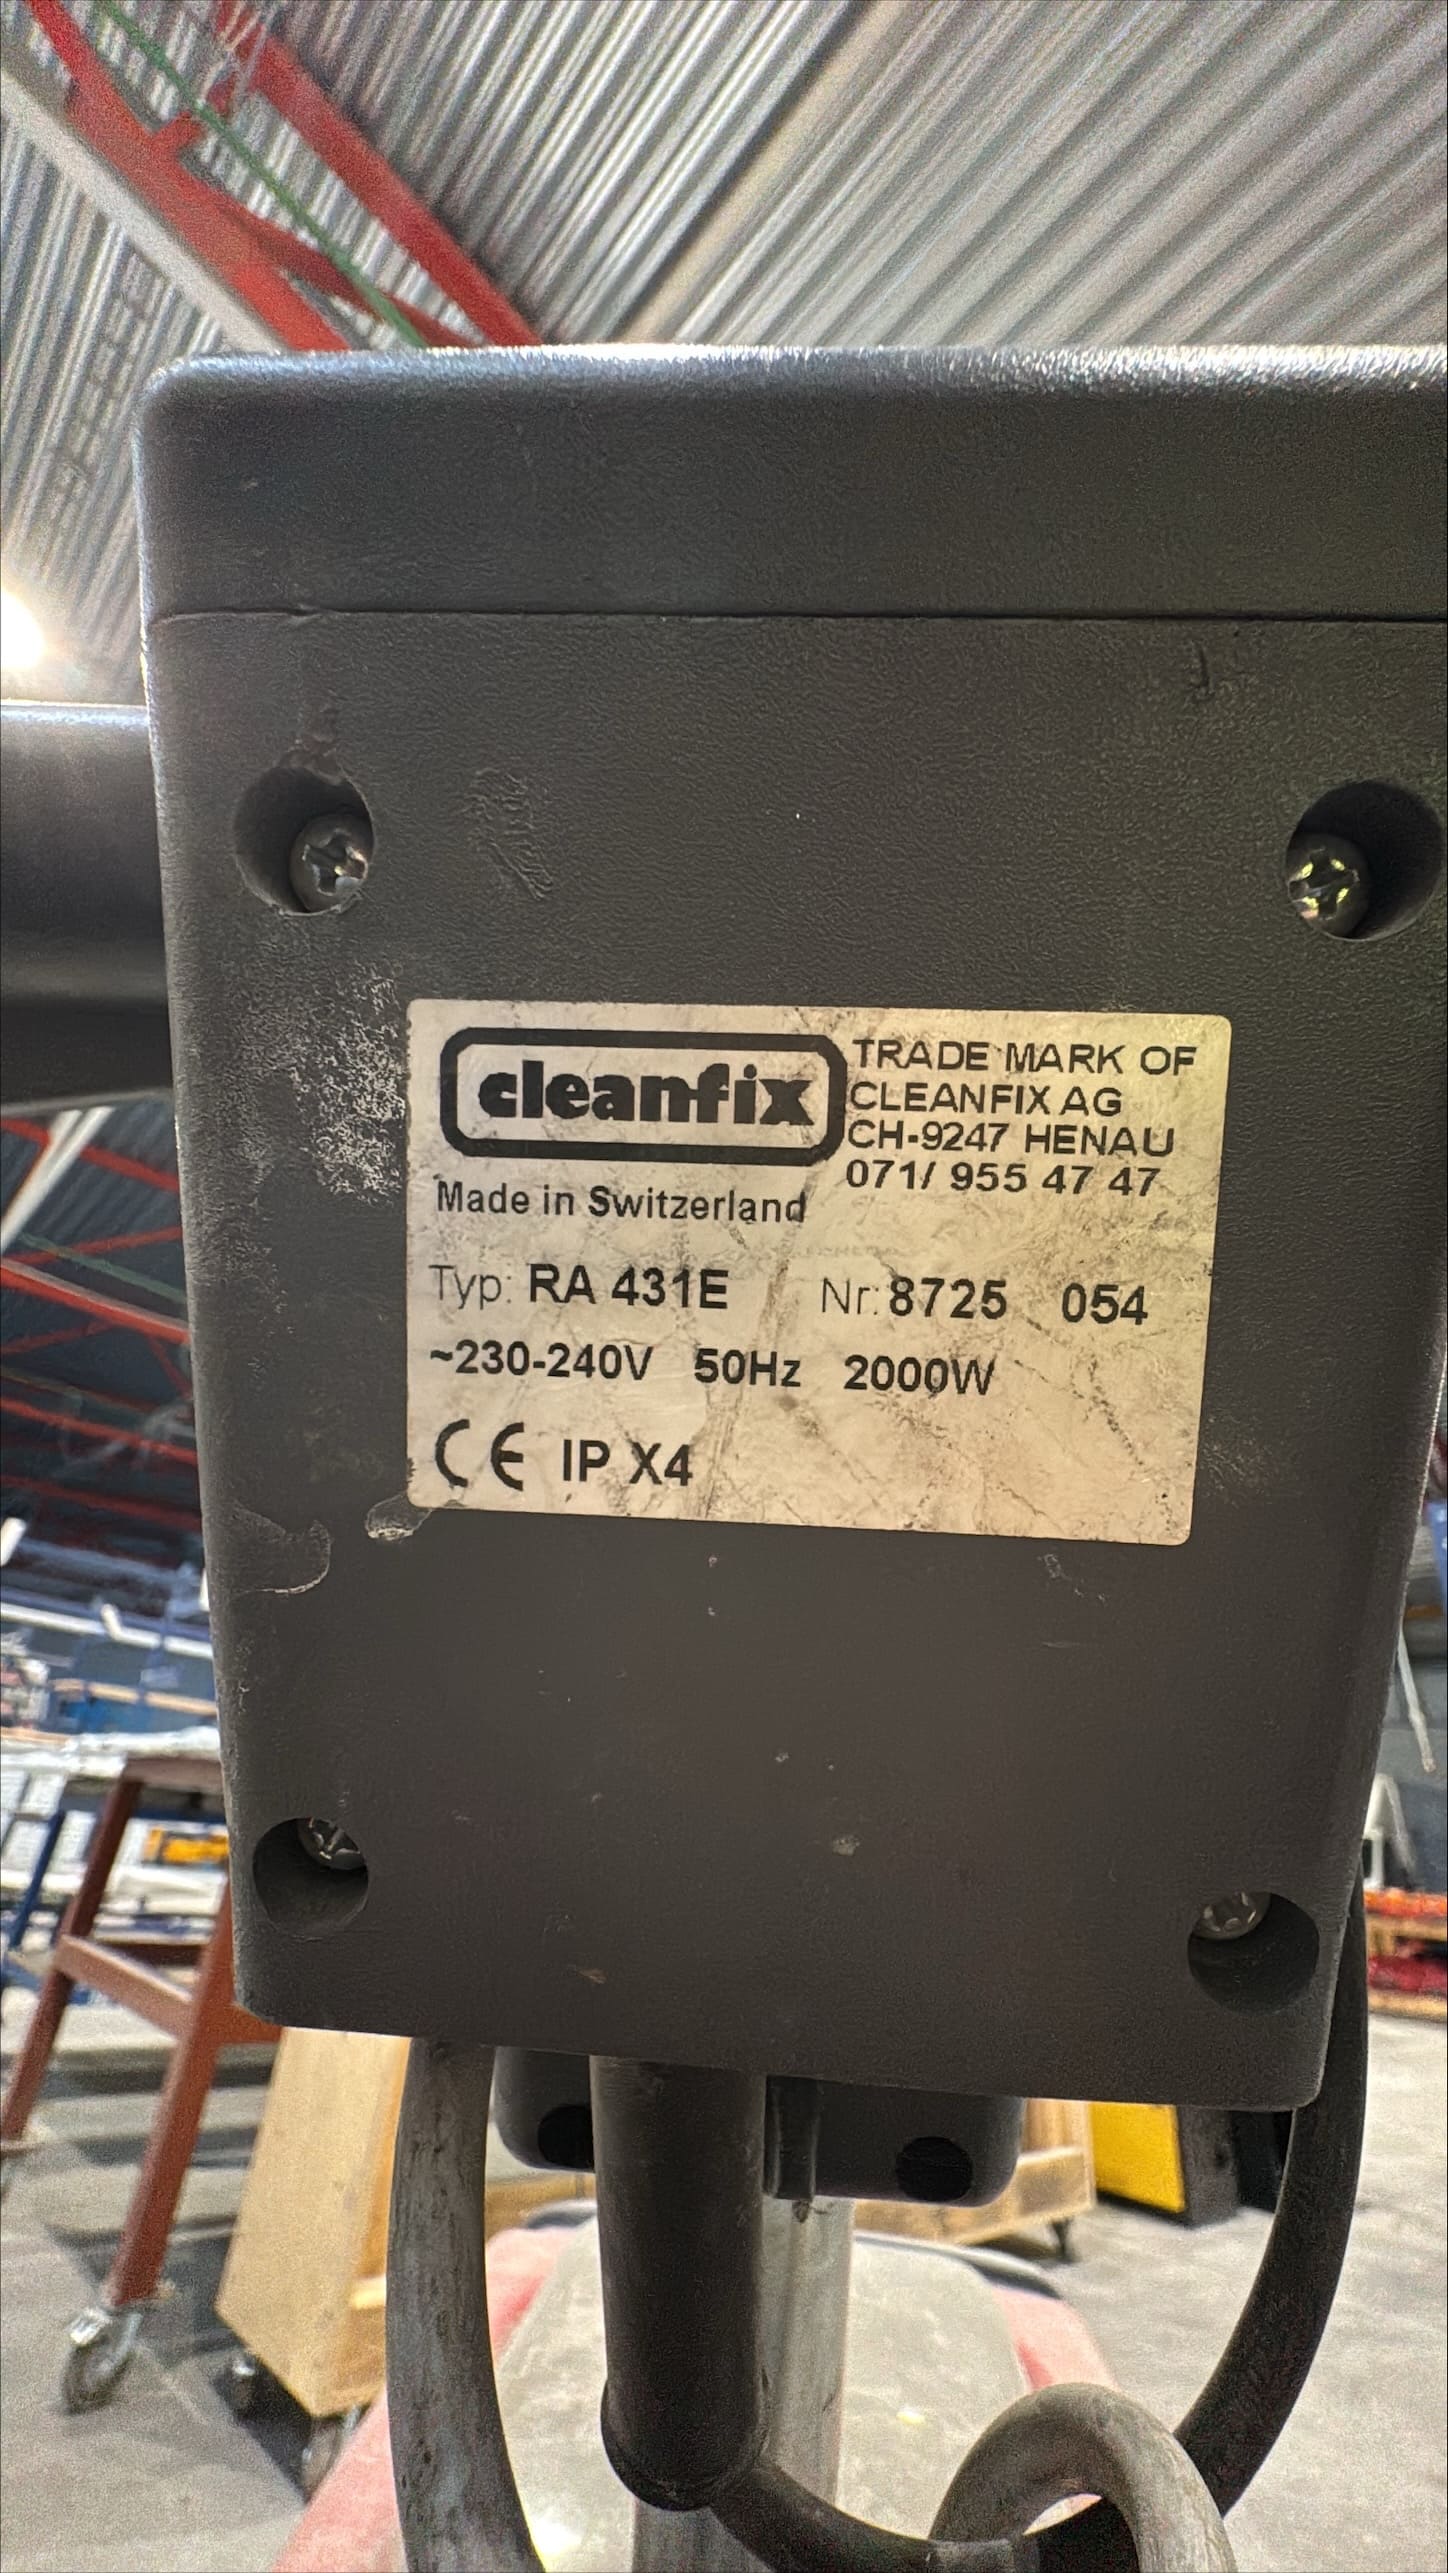 cleanfix
TRADE MARK OF
CLEANFIX AG
CH-9247 HENAU
071/ 955 47 47
Made in Switzerland
Typ: RA 431E Nr.: 8725 054
~230-240V 50Hz 2000W
CE IP X4